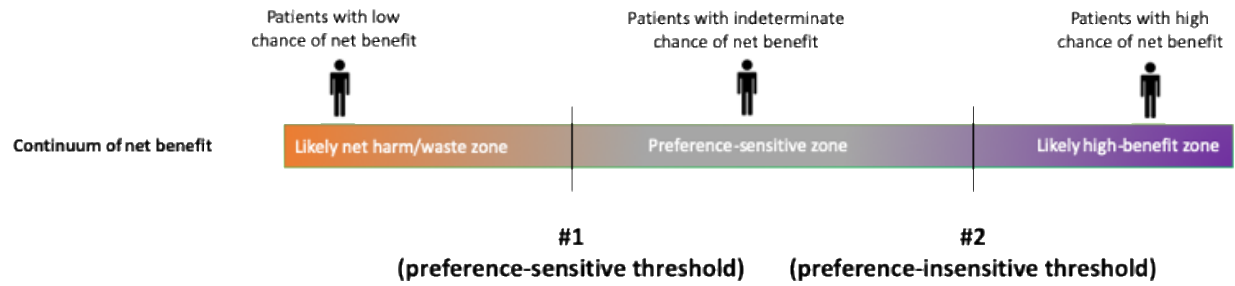 Patients with low
chance of net benefit
Patients with indeterminate
chance of net benefit
Patients with high
chance of net benefit
Continuum of net benefit
Likely net harm/waste zone
Preference-sensitive zone
Likely high-benefit zone
#1
(preference-sensitive threshold)
#2
(preference-insensitive threshold)